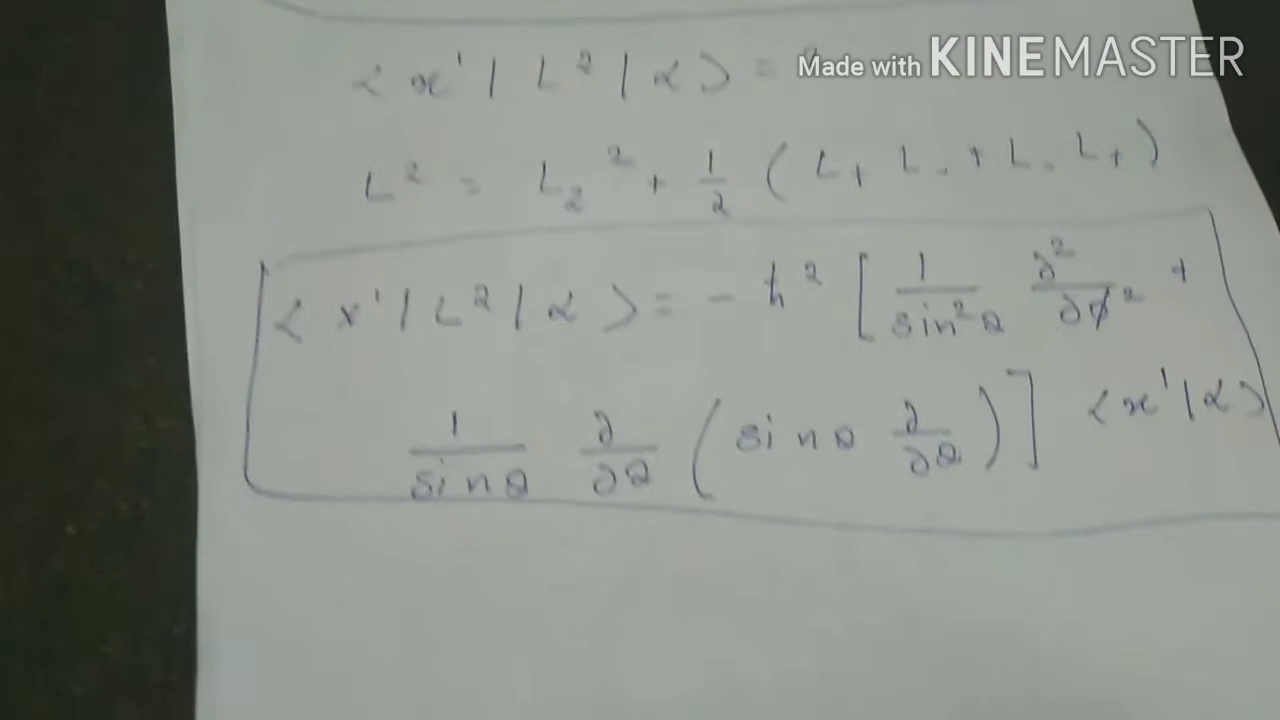 ⟨x'|L²|α⟩ =
Made with KINEMASTER
L² = L_z² + 1/2 (L₊L₋ + L₋L₊)
⟨x'|L²|α⟩ = -ħ² [ 1/sin²θ ∂²/∂φ² +
1/sinθ ∂/∂θ ( sinθ ∂/∂θ ) ] ⟨x'|α⟩